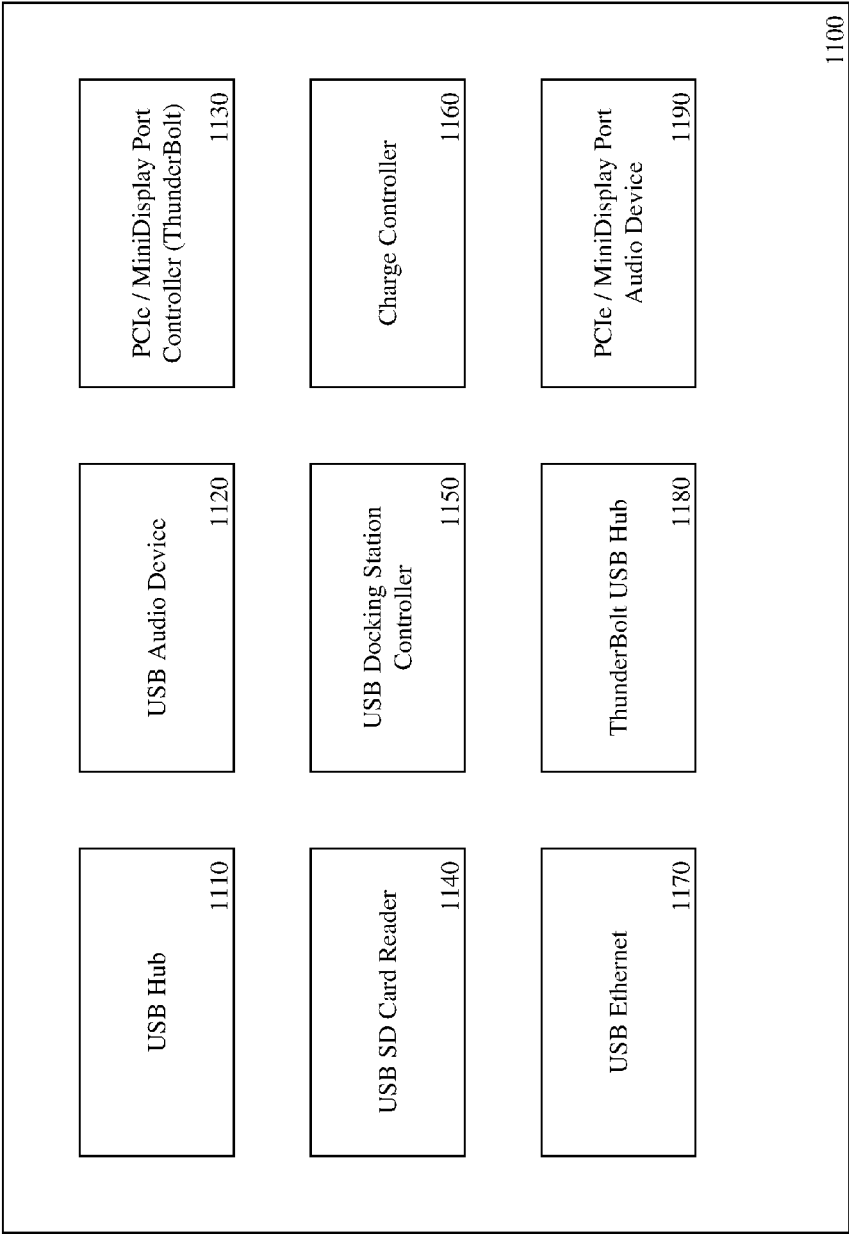 USB Hub
1110
USB Audio Device
1120
PCIe / MiniDisplay Port
Controller (ThunderBolt)
1130
USB SD Card Reader
1140
USB Docking Station
Controller
1150
Charge Controller
1160
USB Ethernet
1170
ThunderBolt USB Hub
1180
PCIe / MiniDisplay Port
Audio Device
1190
1100